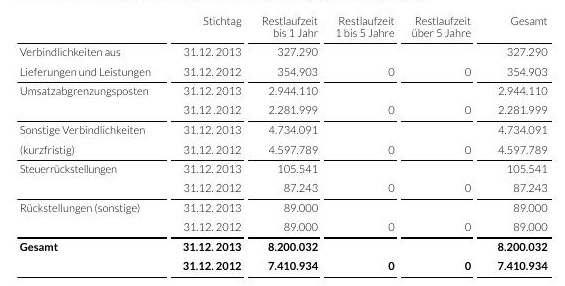 Stichtag Restlaufzeit Restlaufzeit Restlaufzeit Gesamt
bis 1 Jahr 1 bis 5 Jahre über 5 Jahre
Verbindlichkeiten aus 31.12. 2013 327.290 327.290
Lieferungen und Leistungen 31.12. 2012 354.903 0 0 354.903
Umsatzabgrenzungsposten 31.12. 2013 2.944.110 2.944.110
31.12. 2012 2.281.999 0 0 2.281.999
Sonstige Verbindlichkeiten 31.12. 2013 4.734.091 4.734.091
(kurzfristig) 31.12. 2012 4.597.789 0 0 4.597.789
Steuerrückstellungen 31.12. 2013 105.541 105.541
31.12. 2012 87.243 0 0 87.243
Rückstellungen (sonstige) 31.12. 2013 89.000 89.000
31.12. 2012 89.000 0 0 89.000
Gesamt 31.12. 2013 8.200.032 8.200.032
31.12. 2012 7.410.934 0 0 7.410.934